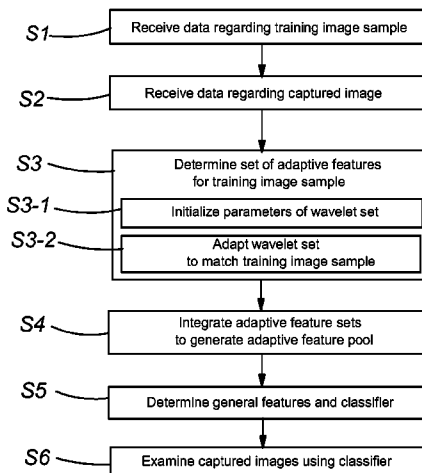 S1
Receive data regarding training image sample
S2
Receive data regarding captured image
S3
Determine set of adaptive features
for training image sample
S3-1
Initialize parameters of wavelet set
S3-2
Adapt wavelet set
to match training image sample
S4
Integrate adaptive feature sets
to generate adaptive feature pool
S5
Determine general features and classifier
S6
Examine captured images using classifier